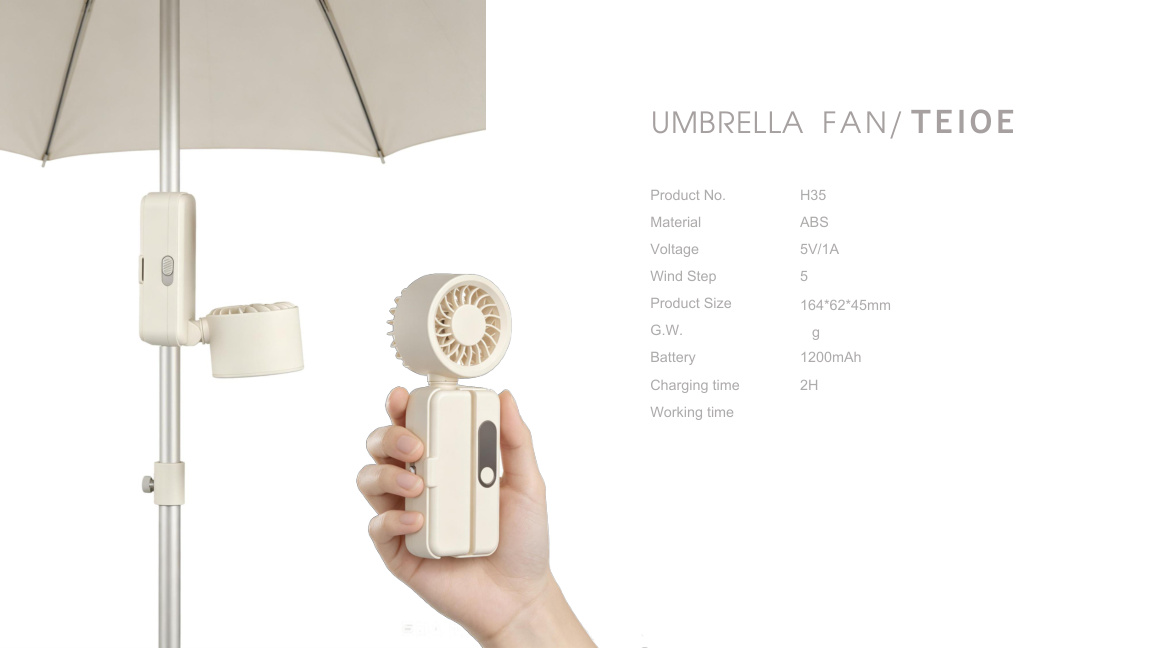 UMBRELLA FAN/ TEIOE
Product No. H35
Material ABS
Voltage 5V/1A
Wind Step 5
Product Size 164*62*45mm
G.W. g
Battery 1200mAh
Charging time 2H
Working time